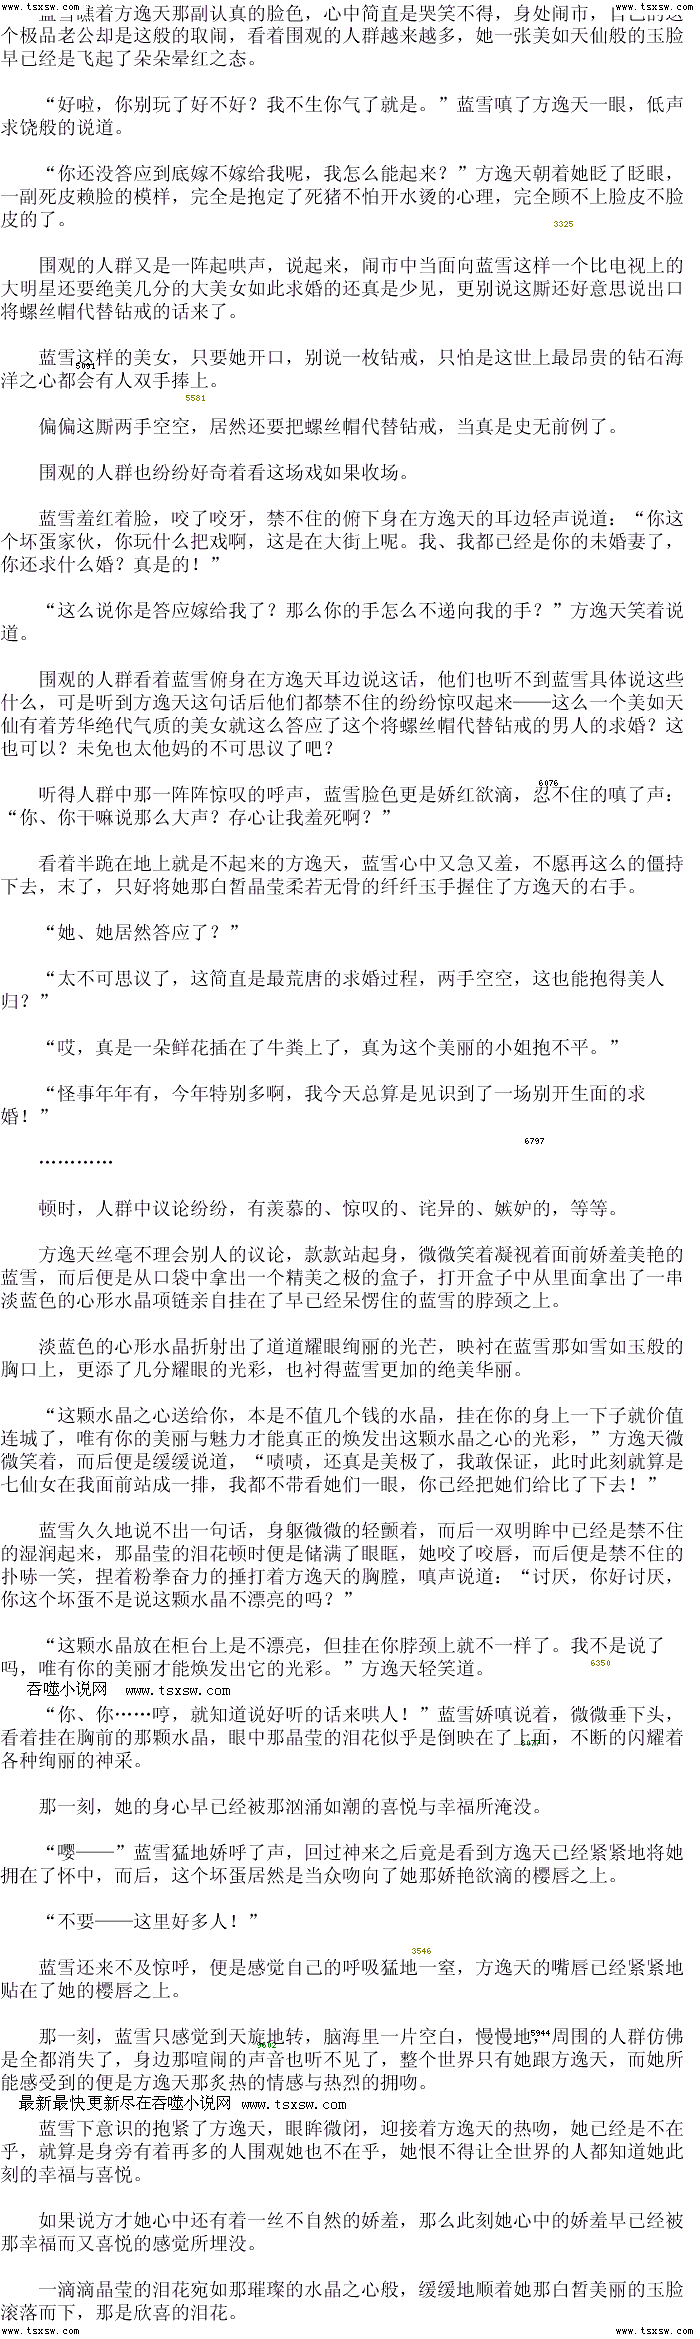 www.tsxsw.com www.tsxsw.com
蓝雪瞧着方逸天那副认真的脸色，心中简直是哭笑不得，身处闹市，自己的这
个极品老公却是这般的取闹，看着围观的人群越来越多，她一张美如天仙般的玉脸
早已经是飞起了朵朵晕红之态。
“好啦，你别玩了好不好？我不生你气了就是。”蓝雪嗔了方逸天一眼，低声
求饶般的说道。
“你还没答应到底嫁不嫁给我呢，我怎么能起来？”方逸天朝着她眨了眨眼，
一副死皮赖脸的模样，完全是抱定了死猪不怕开水烫的心理，完全顾不上脸皮不脸
皮的了。
3325
围观的人群又是一阵起哄声，说起来，闹市中当面向蓝雪这样一个比电视上的
大明星还要绝美几分的大美女如此求婚的还真是少见，更别说这厮还好意思说出口
将螺丝帽代替钻戒的话来了。
蓝雪这样的美女，只要她开口，别说一枚钻戒，只怕是这世上最昂贵的钻石海
洋之心都会有人双手捧上。
5581
偏偏这厮两手空空，居然还要把螺丝帽代替钻戒，当真是史无前例了。
围观的人群也纷纷好奇着看这场戏如果收场。
蓝雪羞红着脸，咬了咬牙，禁不住的俯下身在方逸天的耳边轻声说道：“你这
个坏蛋家伙，你玩什么把戏啊，这是在大街上呢。我、我都已经是你的未婚妻了，
你还求什么婚？真是的！”
“这么说你是答应嫁给我了？那么你的手怎么不递向我的手？”方逸天笑着说
道。
围观的人群看着蓝雪俯身在方逸天耳边说这话，他们也听不到蓝雪具体说这些
什么，可是听到方逸天这句话后他们都禁不住的纷纷惊叹起来——这么一个美如天
仙有着芳华绝代气质的美女就这么答应了这个将螺丝帽代替钻戒的男人的求婚？这
也可以？未免也太他妈的不可思议了吧？
6076
听得人群中那一阵阵惊叹的呼声，蓝雪脸色更是娇红欲滴，忍不住的嗔了声：
“你、你干嘛说那么大声？存心让我羞死啊？”
看着半跪在地上就是不起来的方逸天，蓝雪心中又急又羞，不愿再这么的僵持
下去，末了，只好将她那白皙晶莹柔若无骨的纤纤玉手握住了方逸天的右手。
“她、她居然答应了？”
“太不可思议了，这简直是最荒唐的求婚过程，两手空空，这也能抱得美人
归？”
“哎，真是一朵鲜花插在了牛粪上了，真为这个美丽的小姐抱不平。”
“怪事年年有，今年特别多啊，我今天总算是见识到了一场别开生面的求
婚！”
6797
…………
顿时，人群中议论纷纷，有羡慕的、惊叹的、诧异的、嫉妒的，等等。
方逸天丝毫不理会别人的议论，款款站起身，微微笑着凝视着面前娇羞美艳的
蓝雪，而后便是从口袋中拿出一个精美之极的盒子，打开盒子中从里面拿出了一串
淡蓝色的心形水晶项链亲自挂在了早已经呆愣住的蓝雪的脖颈之上。
淡蓝色的心形水晶折射出了道道耀眼绚丽的光芒，映衬在蓝雪那如雪如玉般的
胸口上，更添了几分耀眼的光彩，也衬得蓝雪更加的绝美华丽。
“这颗水晶之心送给你，本是不值几个钱的水晶，挂在你的身上一下子就价值
连城了，唯有你的美丽与魅力才能真正的焕发出这颗水晶之心的光彩，”方逸天微
微笑着，而后便是缓缓说道，“啧啧，还真是美极了，我敢保证，此时此刻就算是
七仙女在我面前站成一排，我都不带看她们一眼，你已经把她们给比了下去！”
蓝雪久久地说不出一句话，身躯微微的轻颤着，而后一双明眸中已经是禁不住
的湿润起来，那晶莹的泪花顿时便是储满了眼眶，她咬了咬唇，而后便是禁不住的
扑哧一笑，捏着粉拳奋力的捶打着方逸天的胸膛，嗔声说道：“讨厌，你好讨厌，
你这个坏蛋不是说这颗水晶不漂亮的吗？”
“这颗水晶放在柜台上是不漂亮，但挂在你脖颈上就不一样了。我不是说了
吗，唯有你的美丽才能焕发出它的光彩。”方逸天轻笑道。
6350
吞噬小说网 www.tsxsw.com
“你、你……哼，就知道说好听的话来哄人！”蓝雪娇嗔说着，微微垂下头，
看着挂在胸前的那颗水晶，眼中那晶莹的泪花似乎是倒映在了上面，不断的闪耀着
各种绚丽的神采。
那一刻，她的身心早已经被那汹涌如潮的喜悦与幸福所淹没。
“嘤——”蓝雪猛地娇呼了声，回过神来之后竟是看到方逸天已经紧紧地将她
拥在了怀中，而后，这个坏蛋居然是当众吻向了她那娇艳欲滴的樱唇之上。
“不要——这里好多人！”
3546
蓝雪还来不及惊呼，便是感觉自己的呼吸猛地一窒，方逸天的嘴唇已经紧紧地
贴在了她的樱唇之上。
那一刻，蓝雪只感觉到天旋地转，脑海里一片空白，慢慢地，周围的人群仿佛
是全都消失了，身边那喧闹的声音也听不见了，整个世界只有她跟方逸天，而她所
能感受到的便是方逸天那炙热的情感与热烈的拥吻。
最新最快更新尽在吞噬小说网 www.tsxsw.com
蓝雪下意识的抱紧了方逸天，眼眸微闭，迎接着方逸天的热吻，她已经是不在
乎，就算是身旁有着再多的人围观她也不在乎，她恨不得让全世界的人都知道她此
刻的幸福与喜悦。
如果说方才她心中还有着一丝不自然的娇羞，那么此刻她心中的娇羞早已经被
那幸福而又喜悦的感觉所埋没。
一滴滴晶莹的泪花宛如那璀璨的水晶之心般，缓缓地顺着她那白皙美丽的玉脸
滚落而下，那是欣喜的泪花。
www.tsxsw.com www.tsxsw.com